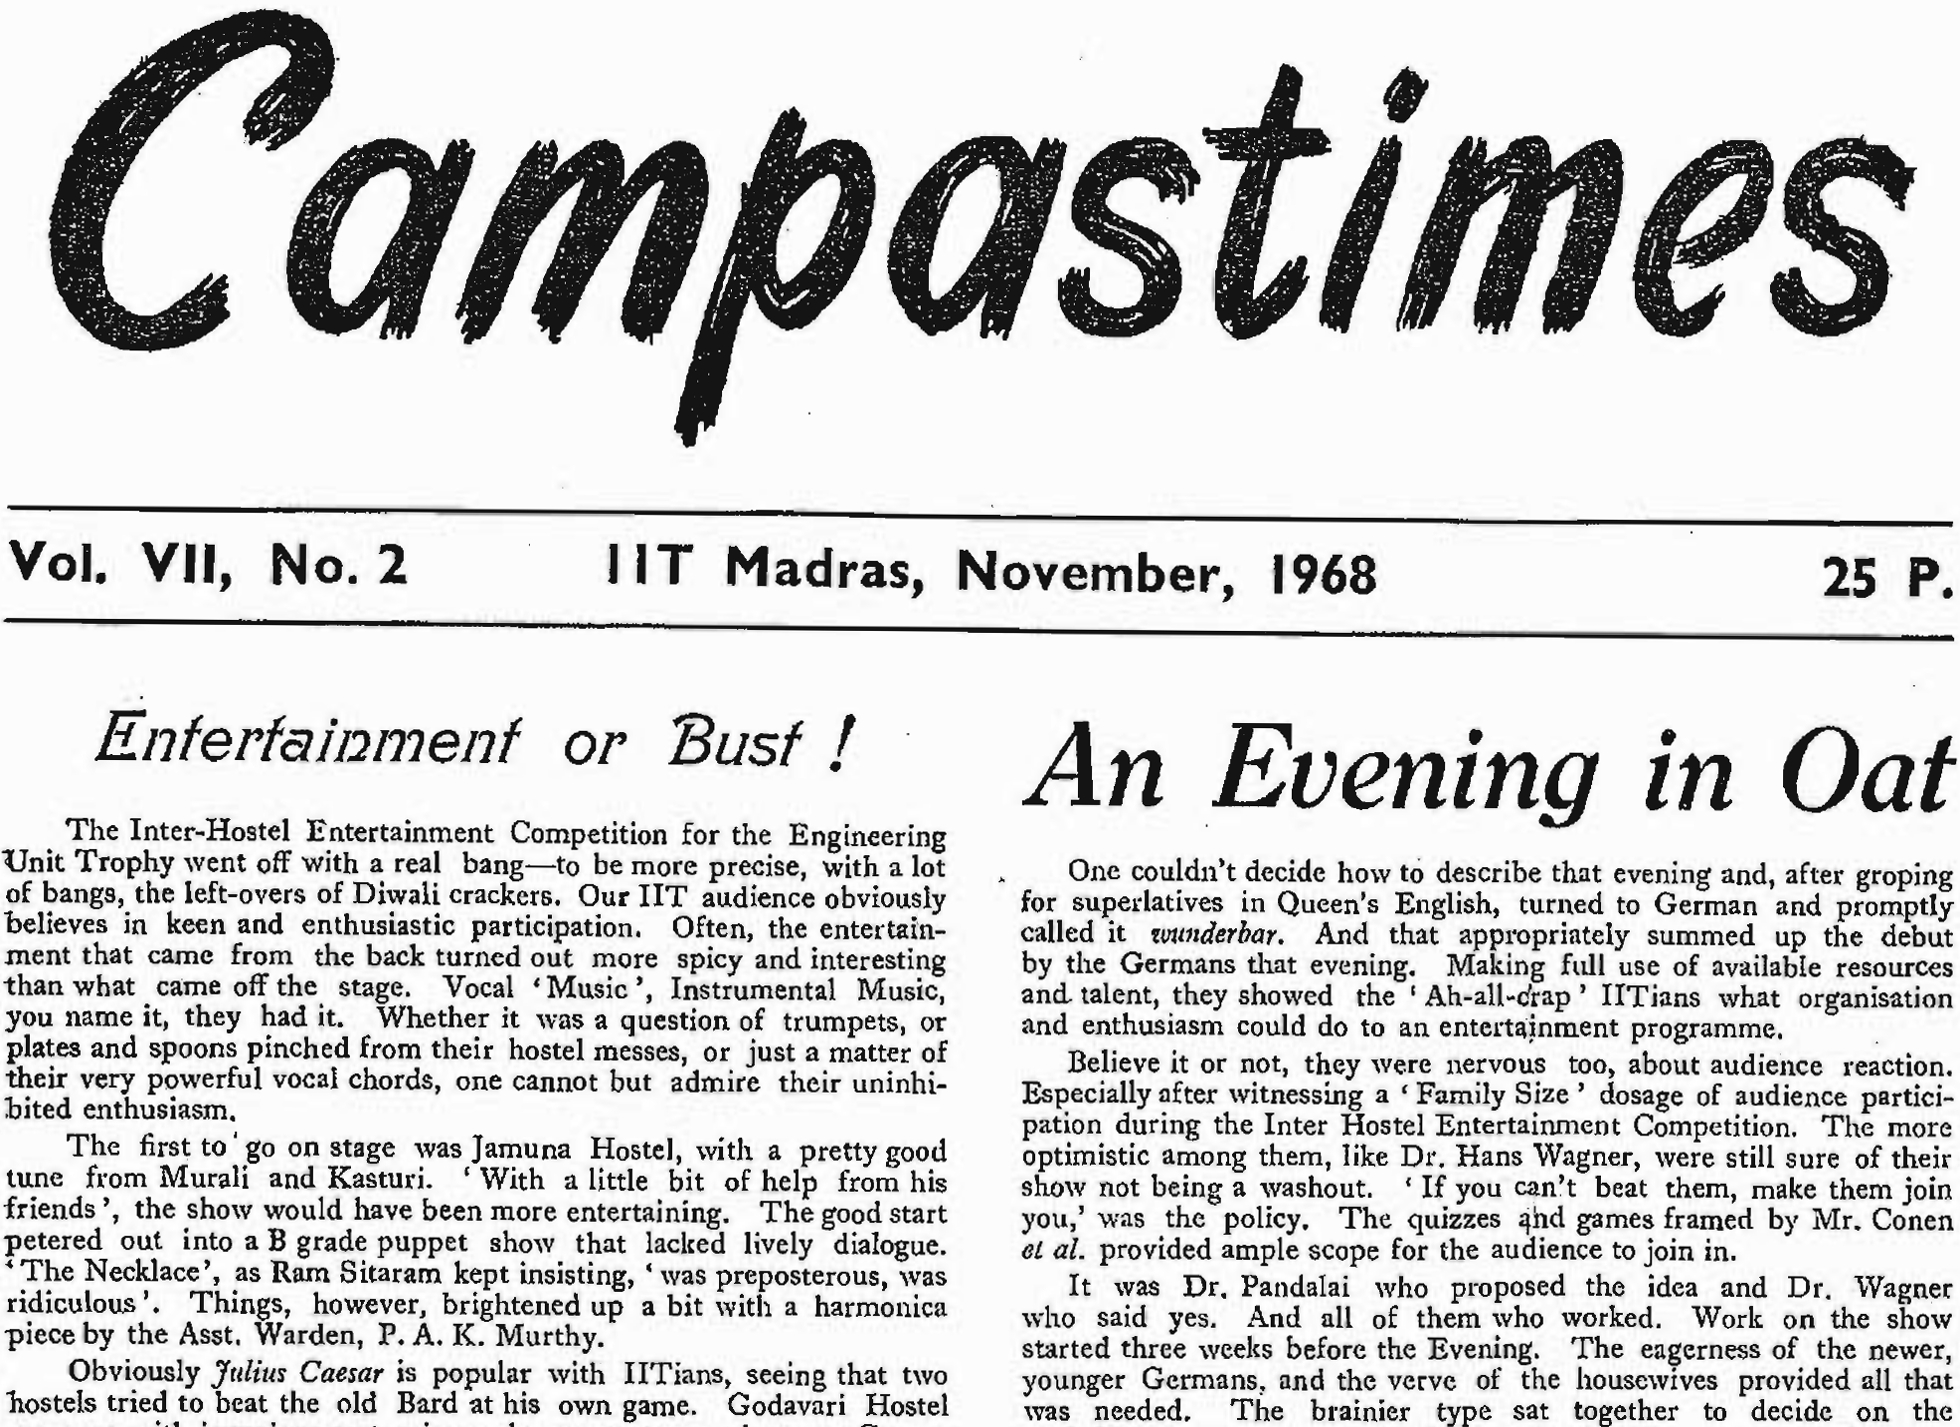 Campastimes
Vol. VII, No. 2 IIT Madras, November, 1968 25 P.
Entertainment or Bust !
The Inter-Hostel Entertainment Competition for the Engineering
Unit Trophy went off with a real bang—to be more precise, with a lot
of bangs, the left-overs of Diwali crackers. Our IIT audience obviously
believes in keen and enthusiastic participation. Often, the entertain-
ment that came from the back turned out more spicy and interesting
than what came off the stage. Vocal ‘Music’, Instrumental Music,
you name it, they had it. Whether it was a question of trumpets, or
plates and spoons pinched from their hostel messes, or just a matter of
their very powerful vocal chords, one cannot but admire their uninhi-
bited enthusiasm.
The first to go on stage was Jamuna Hostel, with a pretty good
tune from Murali and Kasturi. ‘With a little bit of help from his
friends’, the show would have been more entertaining. The good start
petered out into a B grade puppet show that lacked lively dialogue.
‘The Necklace’, as Ram Sitaram kept insisting, ‘was preposterous, was
ridiculous’. Things, however, brightened up a bit with a harmonica
piece by the Asst. Warden, P. A. K. Murthy.
Obviously Julius Caesar is popular with IITians, seeing that two
hostels tried to beat the old Bard at his own game. Godavari Hostel
An Evening in Oat
One couldn't decide how to describe that evening and, after groping
for superlatives in Queen's English, turned to German and promptly
called it wunderbar. And that appropriately summed up the debut
by the Germans that evening. Making full use of available resources
and talent, they showed the ‘Ah-all-crap’ IITians what organisation
and enthusiasm could do to an entertainment programme.
Believe it or not, they were nervous too, about audience reaction.
Especially after witnessing a ‘Family Size’ dosage of audience partici-
pation during the Inter Hostel Entertainment Competition. The more
optimistic among them, like Dr. Hans Wagner, were still sure of their
show not being a washout. ‘If you can't beat them, make them join
you,’ was the policy. The quizzes and games framed by Mr. Conen
et al. provided ample scope for the audience to join in.
It was Dr. Pandalai who proposed the idea and Dr. Wagner
who said yes. And all of them who worked. Work on the show
started three weeks before the Evening. The eagerness of the newer,
younger Germans, and the verve of the housewives provided all that
was needed. The brainier type sat together to decide on the